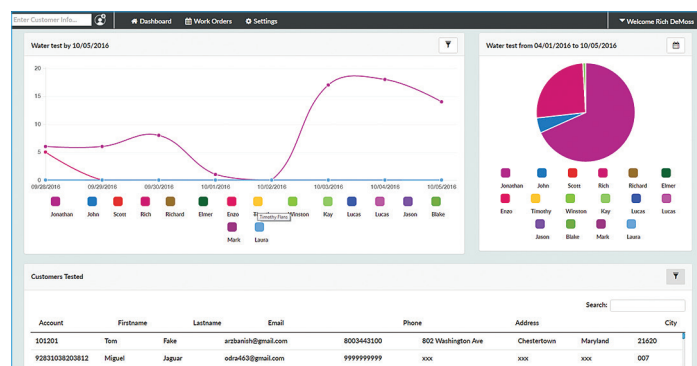 Enter Customer Info...
Dashboard Work Orders Settings
Welcome Rich DeMoss
Water test by 10/05/2016
20
15
10
5
0
09/28/2016 09/29/2016 09/30/2016 10/01/2016 10/02/2016 10/03/2016 10/04/2016 10/05/2016
Jonathan John Scott Rich Richard Elmer Enzo Winston Kay Lucas Lucas Jason Blake
Timothy Flans
Mark Laura
Water test from 04/01/2016 to 10/05/2016
Jonathan John Scott Rich Richard Elmer
Enzo Timothy Winston Kay Lucas Lucas
Jason Blake Mark Laura
Customers Tested
Search:
Account Firstname Lastname Email Phone Address City
101201 Tom Fake arzbanish@gmail.com 8003443100 802 Washington Ave Chestertown Maryland 21620
92831038203812 Miguel Jaguar odra463@gmail.com 9999999999 xxx xxx xxx 007